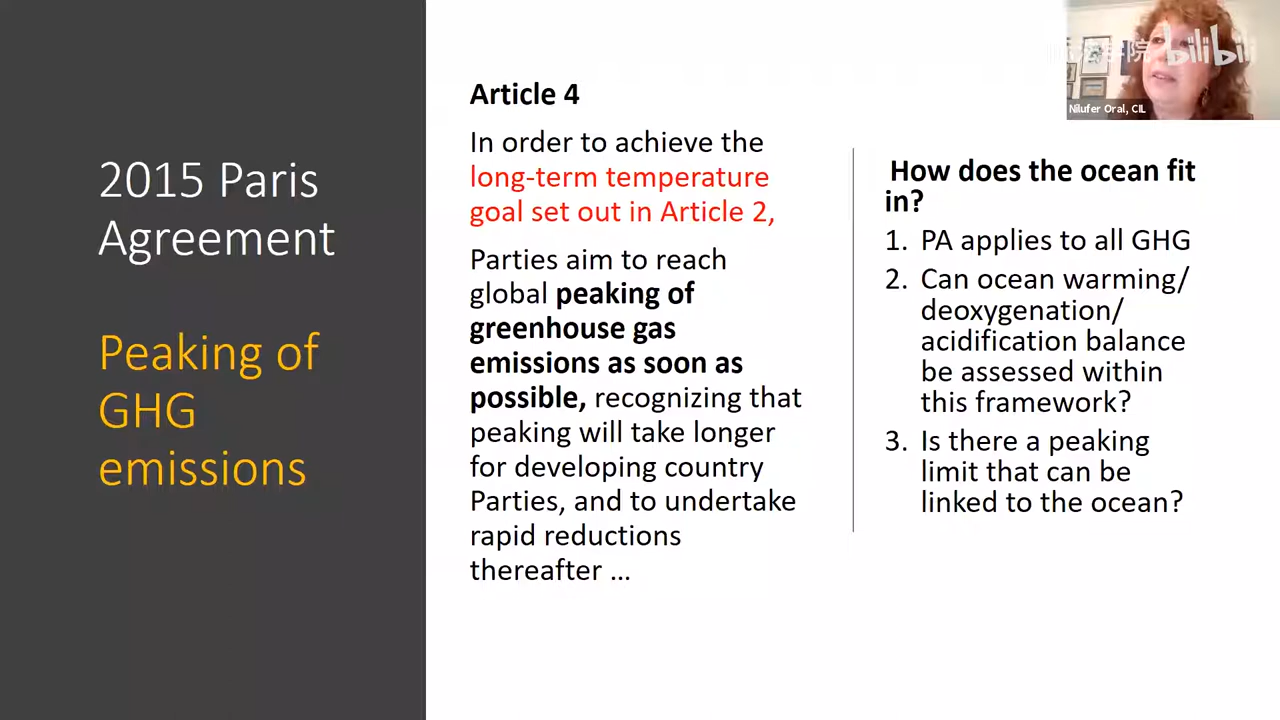 2015 Paris
Agreement
Peaking of
GHG
emissions
Article 4
In order to achieve the
long-term temperature
goal set out in Article 2,
Parties aim to reach
global peaking of
greenhouse gas
emissions as soon as
possible, recognizing that
peaking will take longer
for developing country
Parties, and to undertake
rapid reductions
thereafter ...
How does the ocean fit
in?
1. PA applies to all GHG
2. Can ocean warming/
deoxygenation/
acidification balance
be assessed within
this framework?
3. Is there a peaking
limit that can be
linked to the ocean?
bilibili
Nilufer Oral, CIL